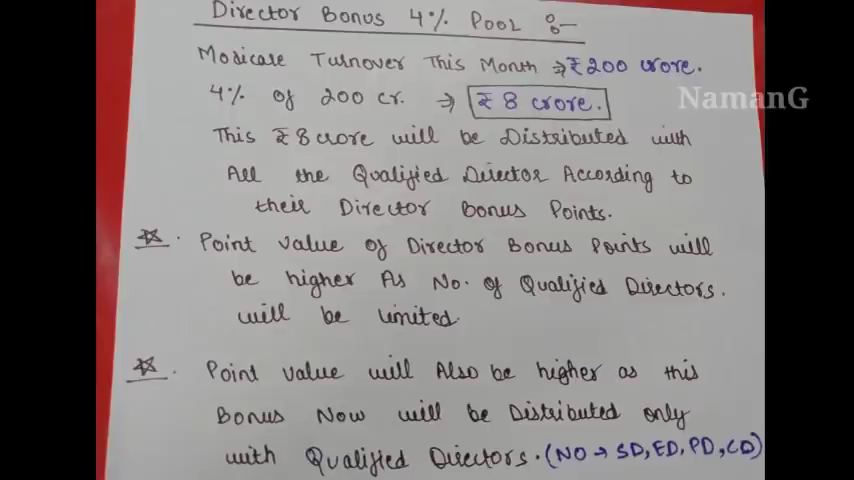 Director Bonus 4% Pool :-
Modicare Turnover This Month ⇒ ₹200 crore.
4% of 200 cr. ⇒ ₹ 8 crore.
NamanG
This ₹ 8 crore will be Distributed with
All the Qualified Director According to
their Director Bonus Points.
☆. Point value of Director Bonus Points will
be higher As No. of Qualified Directors.
will be limited.
☆. Point value will Also be higher as this
Bonus Now will be Distributed only
with Qualified Directors. (NO → SD, ED, PD, CD)